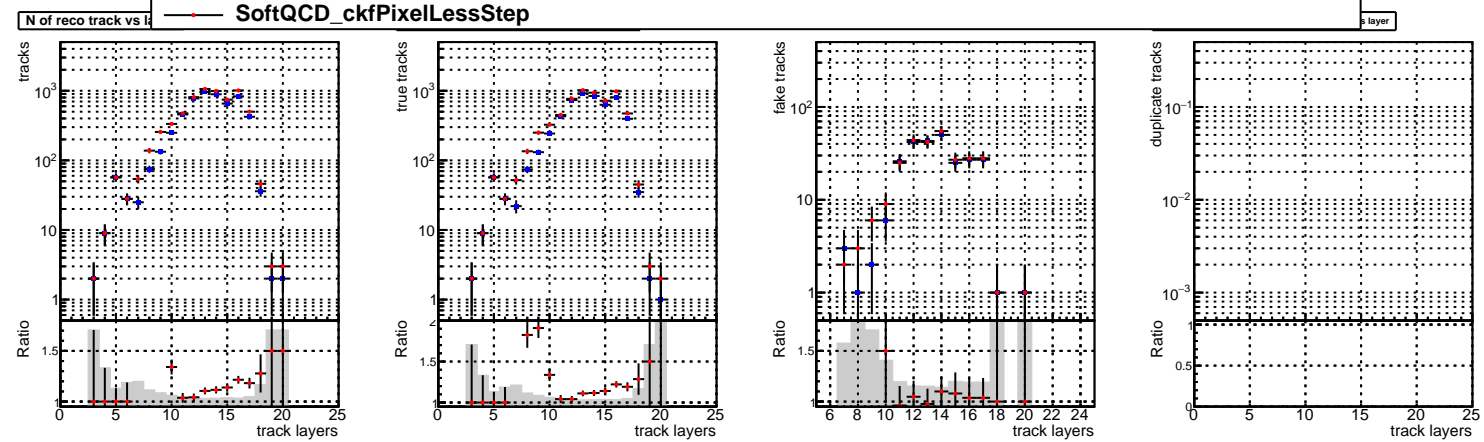 SoftQCD_ckfPixelLessStep
N of reco track vs la
s layer
tracks
10³
10²
10
1
Ratio
1.5
1
0 5 10 15 20 25
track layers
true tracks
10³
10²
10
1
Ratio
2
1.5
1
0 5 10 15 20 25
track layers
fake tracks
10²
10
1
Ratio
1.5
1
6 8 10 12 14 16 18 20 22 24
track layers
duplicate tracks
10⁻¹
10⁻²
10⁻³
Ratio
1
0.5
0
0 5 10 15 20 25
track layers